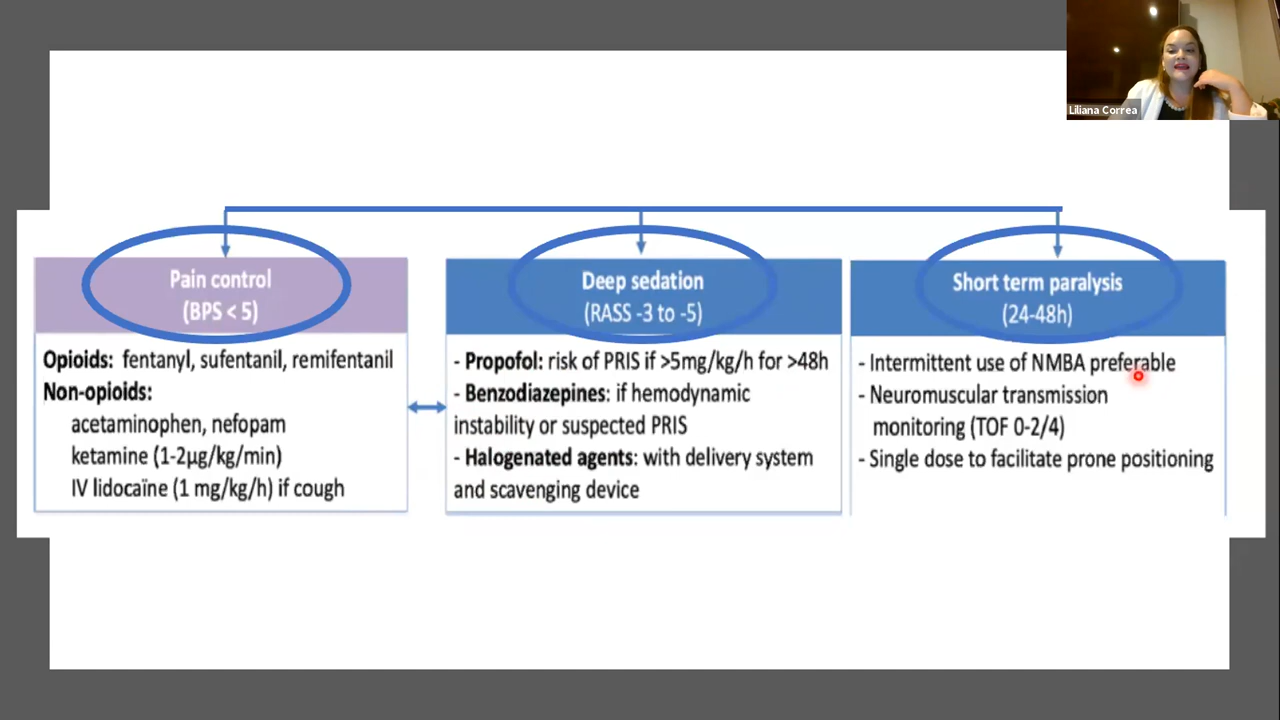 Liliana Correa
Pain control
(BPS < 5)
Opioids: fentanyl, sufentanil, remifentanil
Non-opioids:
acetaminophen, nefopam
ketamine (1-2µg/kg/min)
IV lidocaïne (1 mg/kg/h) if cough
Deep sedation
(RASS -3 to -5)
- Propofol: risk of PRIS if >5mg/kg/h for >48h
- Benzodiazepines: if hemodynamic
instability or suspected PRIS
- Halogenated agents: with delivery system
and scavenging device
Short term paralysis
(24-48h)
- Intermittent use of NMBA preferable
- Neuromuscular transmission
monitoring (TOF 0-2/4)
- Single dose to facilitate prone positioning